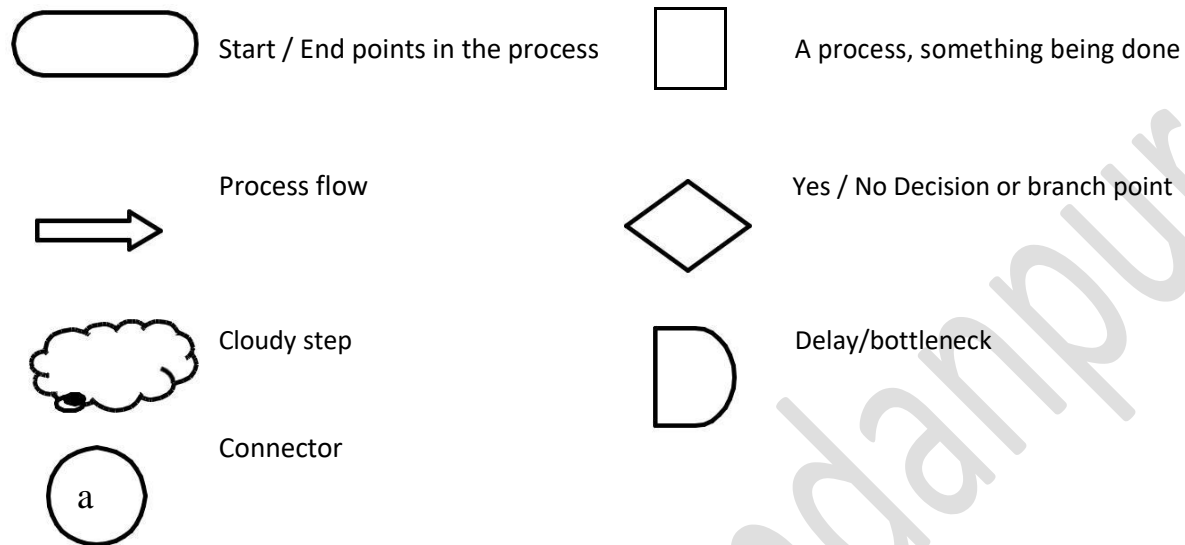 Start / End points in the process
A process, something being done
Process flow
Yes / No Decision or branch point
Cloudy step
Delay/bottleneck
Connector
a